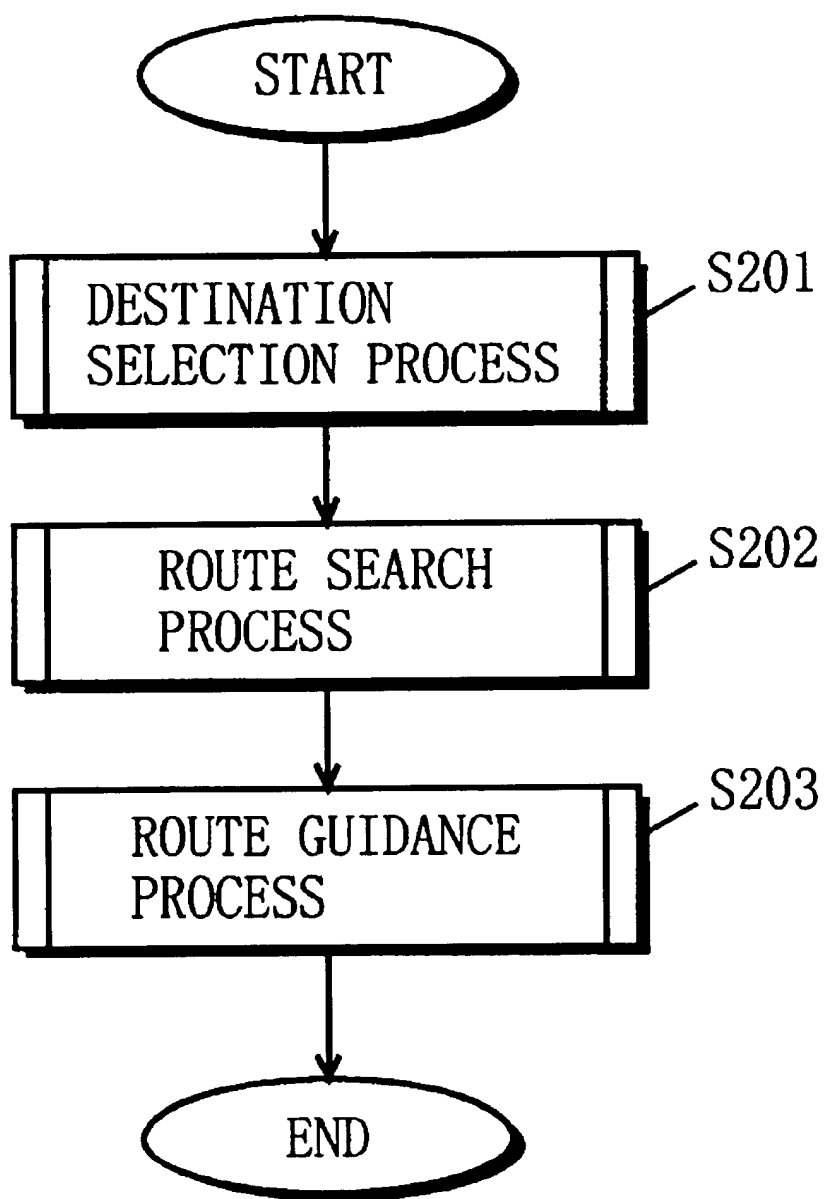 START
DESTINATION
SELECTION PROCESS
S201
ROUTE SEARCH
PROCESS
S202
ROUTE GUIDANCE
PROCESS
S203
END